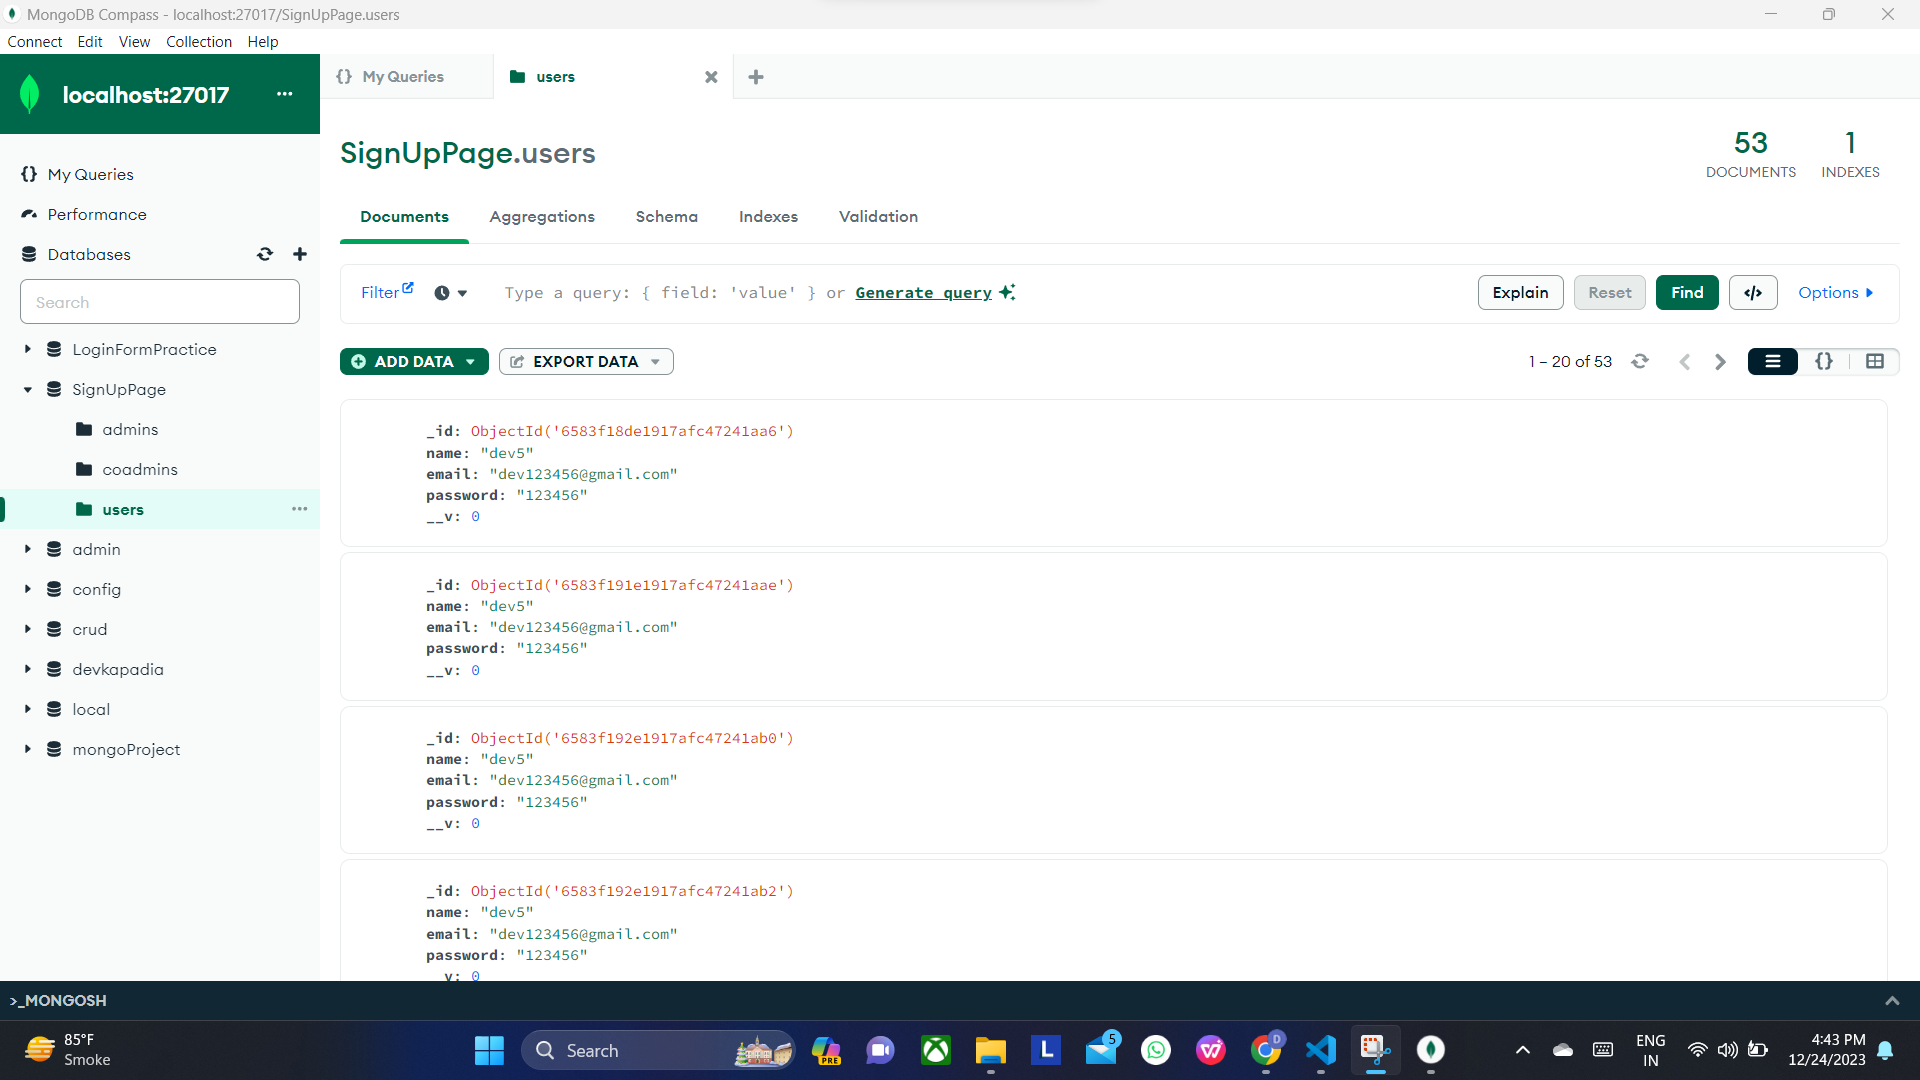 MongoDB Compass - localhost:27017/SignUpPage.users
Connect Edit View Collection Help
localhost:27017 ...
My Queries
Performance
Databases
Search
LoginFormPractice
SignUpPage
admins
coadmins
users
admin
config
crud
devkapadia
local
mongoProject
{} My Queries
users
SignUpPage.users
53
DOCUMENTS
1
INDEXES
Documents Aggregations Schema Indexes Validation
Filter Type a query: { field: 'value' } or Generate query Explain Reset Find </> Options
ADD DATA EXPORT DATA 1 – 20 of 53 {}
_id: ObjectId('6583f18de1917afc47241aa6')
name: "dev5"
email: "dev123456@gmail.com"
password: "123456"
__v: 0
_id: ObjectId('6583f191e1917afc47241aae')
name: "dev5"
email: "dev123456@gmail.com"
password: "123456"
__v: 0
_id: ObjectId('6583f192e1917afc47241ab0')
name: "dev5"
email: "dev123456@gmail.com"
password: "123456"
__v: 0
_id: ObjectId('6583f192e1917afc47241ab2')
name: "dev5"
email: "dev123456@gmail.com"
password: "123456"
__v: 0
>_MONGOSH
85°F
Smoke
Search
PRE
L
5
D
ENG
IN
4:43 PM
12/24/2023